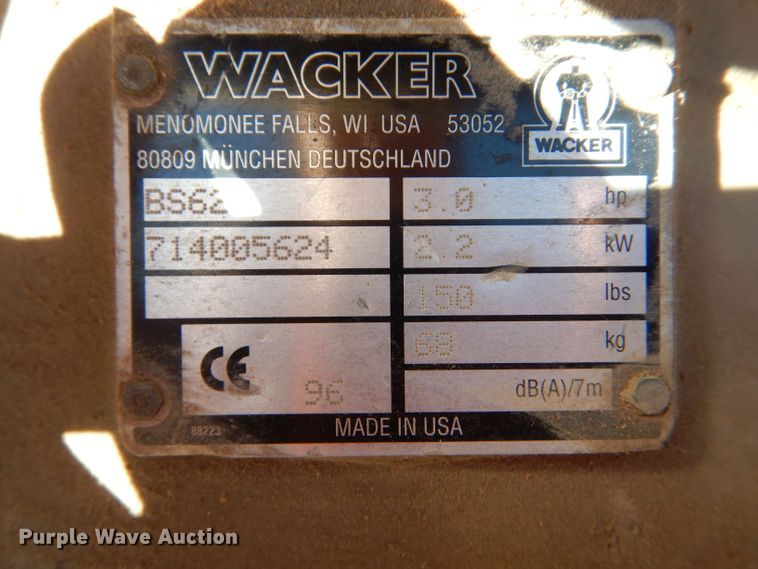 WACKER
MENOMONEE FALLS, WI USA 53052
80809 MÜNCHEN DEUTSCHLAND
WACKER
BS62
3.0 hp
714005624
2.2 kW
150 lbs
68 kg
CE
96
dB(A)/7m
88223
MADE IN USA
Purple Wave Auction